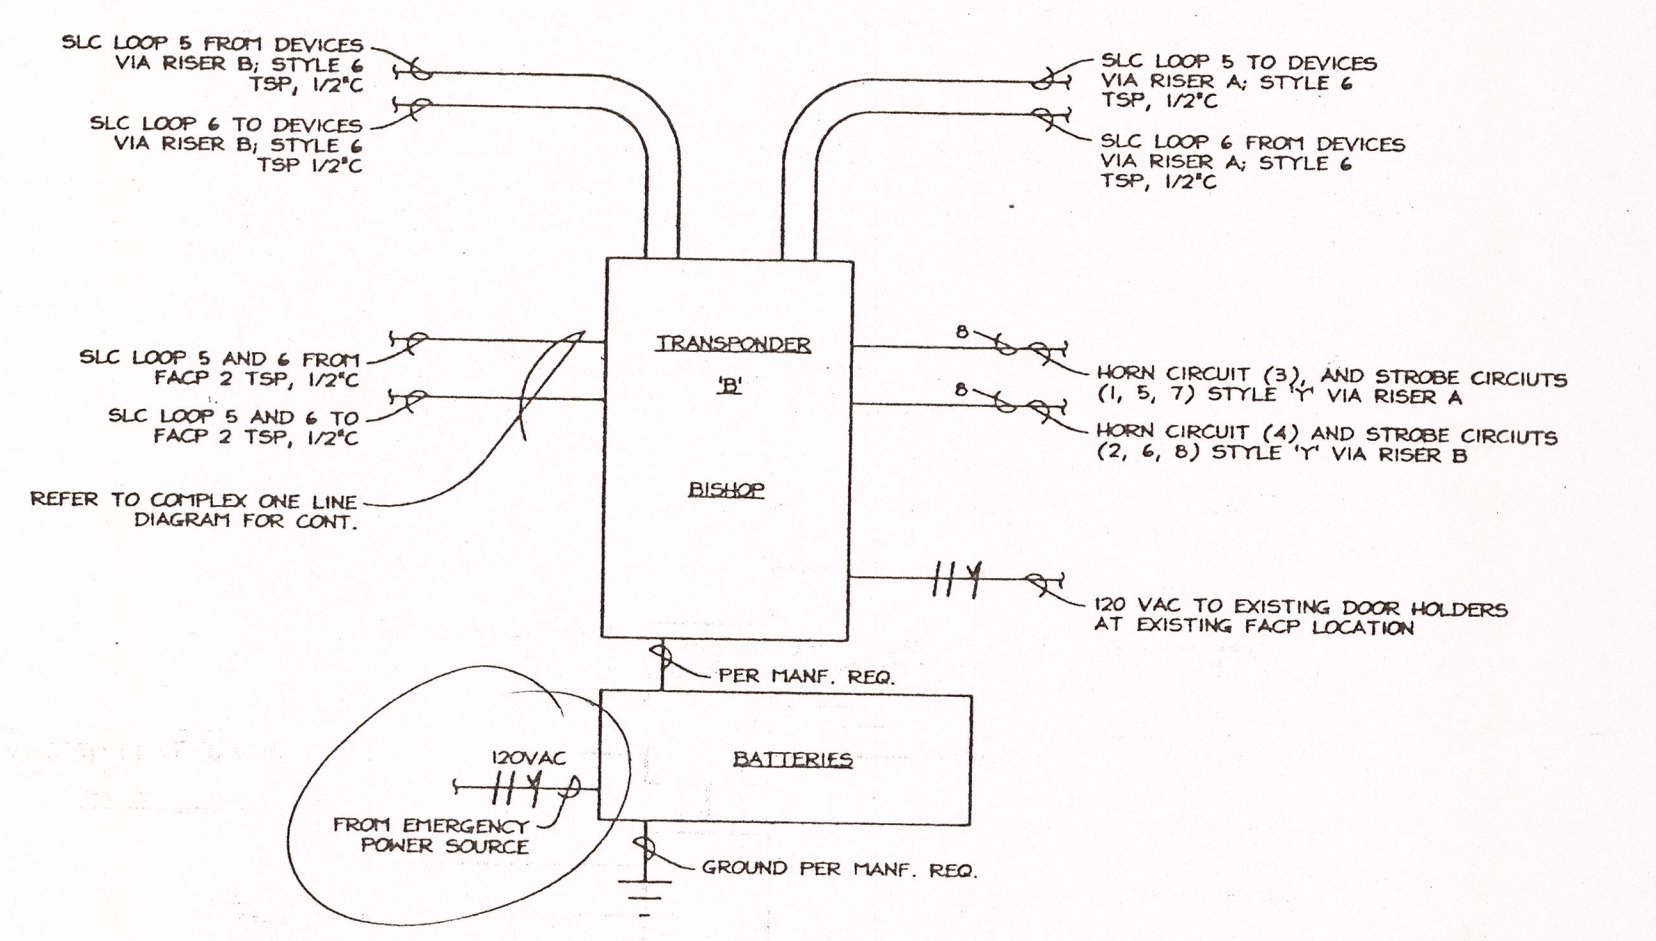 SLC LOOP 5 FROM DEVICES
VIA RISER B; STYLE 6
TSP, 1/2"C
SLC LOOP 6 TO DEVICES
VIA RISER B; STYLE 6
TSP 1/2"C
SLC LOOP 5 TO DEVICES
VIA RISER A; STYLE 6
TSP, 1/2"C
SLC LOOP 6 FROM DEVICES
VIA RISER A; STYLE 6
TSP, 1/2"C
SLC LOOP 5 AND 6 FROM
FACP 2 TSP, 1/2"C
SLC LOOP 5 AND 6 TO
FACP 2 TSP, 1/2"C
REFER TO COMPLEX ONE LINE
DIAGRAM FOR CONT.
TRANSPONDER
'B'
BISHOP
8
HORN CIRCUIT (3), AND STROBE CIRCIUTS
(1, 5, 7) STYLE 'Y' VIA RISER A
8
HORN CIRCUIT (4) AND STROBE CIRCIUTS
(2, 6, 8) STYLE 'Y' VIA RISER B
120 VAC TO EXISTING DOOR HOLDERS
AT EXISTING FACP LOCATION
PER MANF. REQ.
BATTERIES
120VAC
FROM EMERGENCY
POWER SOURCE
GROUND PER MANF. REQ.